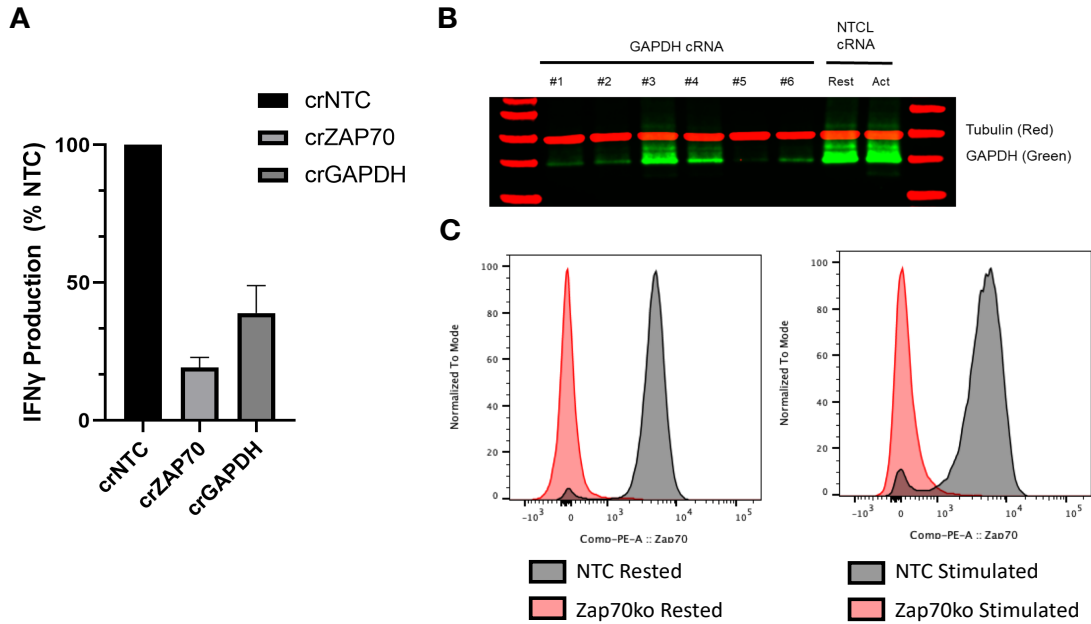 A
IFNγ Production (% NTC)
100
50
0
crNTC
crZAP70
crGAPDH
crNTC
crZAP70
crGAPDH
B
GAPDH cRNA
NTCL
cRNA
#1 #2 #3 #4 #5 #6 Rest Act
Tubulin (Red)
GAPDH (Green)
C
Normalized To Mode
100
80
60
40
20
0
-10³ 0 10³ 10⁴ 10⁵
Comp-PE-A :: Zap70
NTC Rested
Zap70ko Rested
Normalized To Mode
100
80
60
40
20
0
-10³ 0 10³ 10⁴ 10⁵
Comp-PE-A :: Zap70
NTC Stimulated
Zap70ko Stimulated